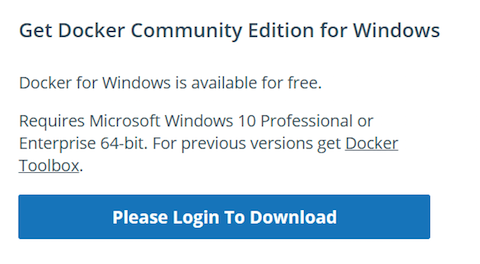 Get Docker Community Edition for Windows
Docker for Windows is available for free.
Requires Microsoft Windows 10 Professional or
Enterprise 64-bit. For previous versions get Docker
Toolbox.
Please Login To Download